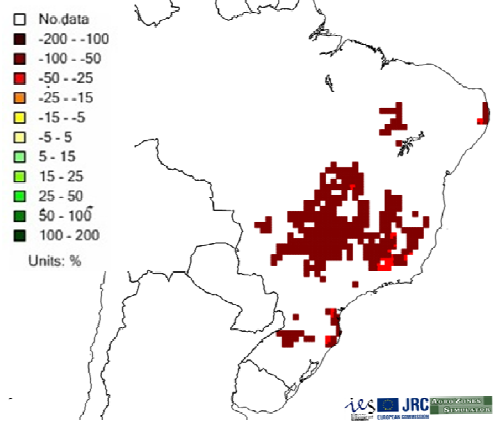 No data
-200 - -100
-100 - -50
-50 - -25
-25 - -15
-15 - -5
-5 - 5
5 - 15
15 - 25
25 - 50
50 - 100
100 - 200
Units: %
ies
JRC
EUROPEAN COMMISSION
AGRO ZONES
SIMULATOR